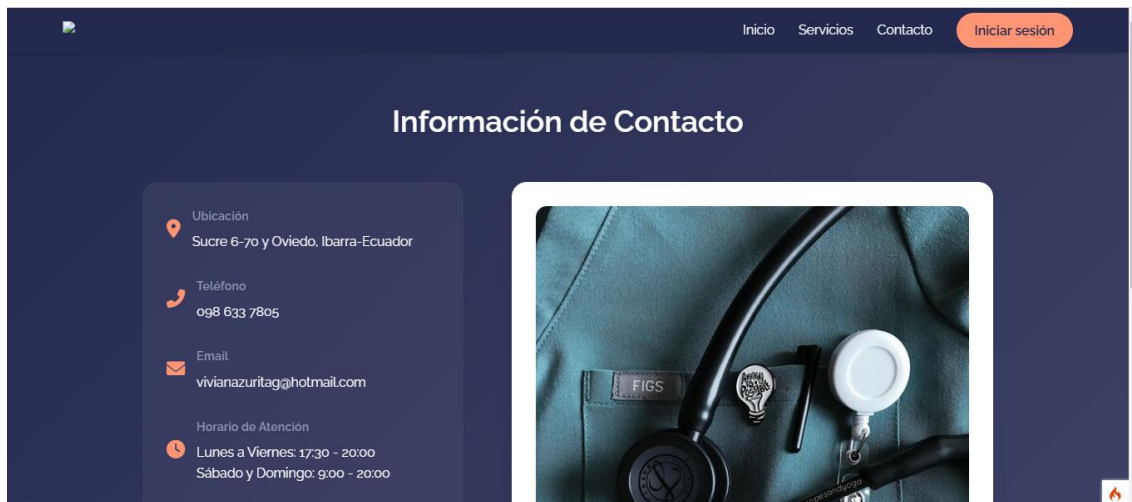 Inicio Servicios Contacto Iniciar sesión
Información de Contacto
Ubicación
Sucre 6-70 y Oviedo, Ibarra-Ecuador
Teléfono
098 633 7805
Email
vivianazuritag@hotmail.com
Horario de Atención
Lunes a Viernes: 17:30 - 20:00
Sábado y Domingo: 9:00 - 20:00
FIGS